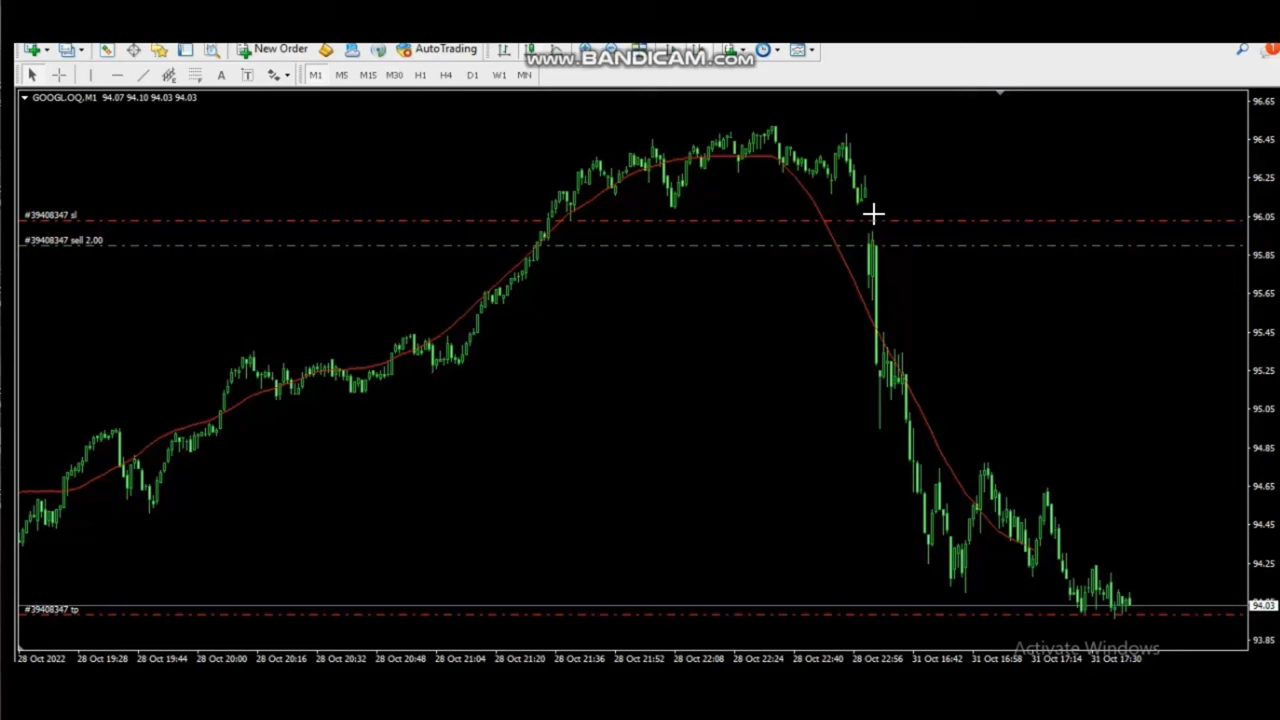 New Order
AutoTrading
www.BANDICAM.com
M1 M5 M15 M30 H1 H4 D1 W1 MN
GOOGL.OQ,M1 94.07 94.10 94.03 94.03
96.65
96.45
96.25
#39408347 sl
96.05
#39408347 sell 2.00
95.85
95.65
95.45
95.25
95.05
94.85
94.65
94.45
94.25
#39408347 tp
94.03
93.85
Activate Windows
28 Oct 2022 28 Oct 19:28 28 Oct 19:44 28 Oct 20:00 28 Oct 20:16 28 Oct 20:32 28 Oct 20:48 28 Oct 21:04 28 Oct 21:20 28 Oct 21:36 28 Oct 21:52 28 Oct 22:08 28 Oct 22:24 28 Oct 22:40 28 Oct 22:56 31 Oct 16:42 31 Oct 16:58 31 Oct 17:14 31 Oct 17:30